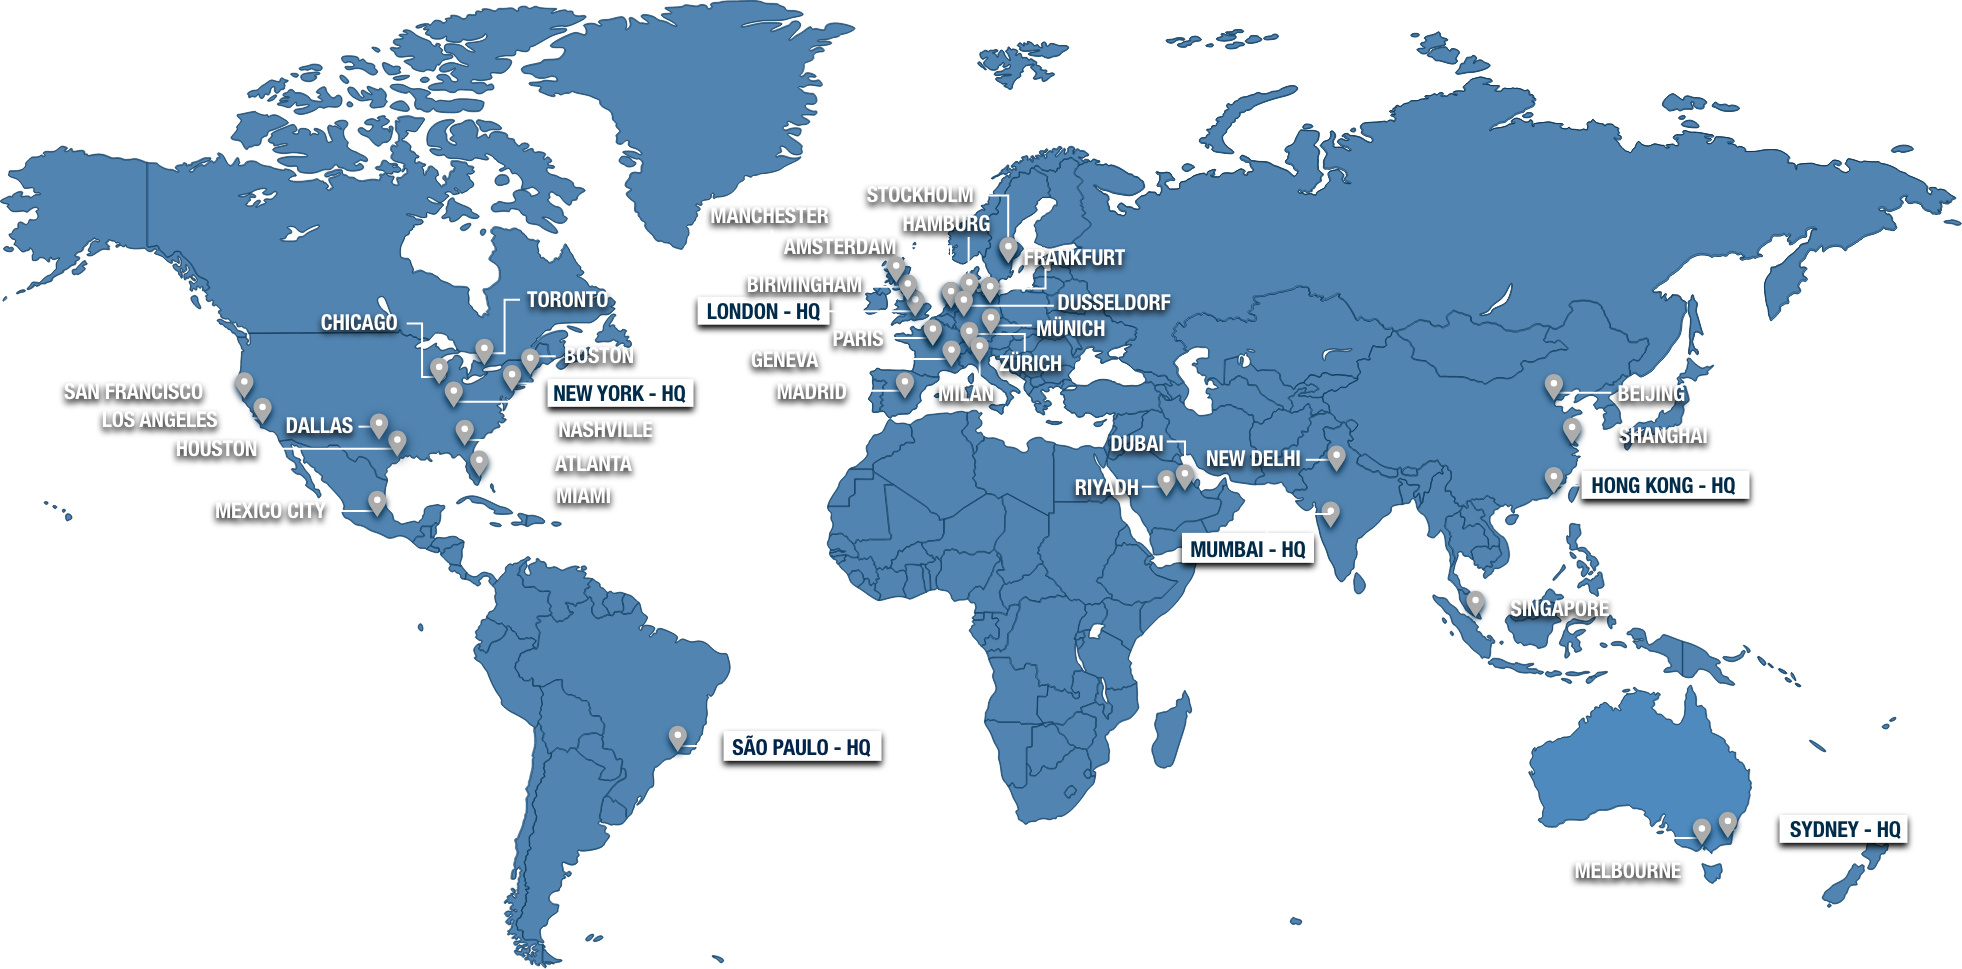 STOCKHOLM
MANCHESTER
HAMBURG
AMSTERDAM
FRANKFURT
BIRMINGHAM
TORONTO
DUSSELDORF
LONDON - HQ
CHICAGO
MÜNICH
PARIS
BOSTON
GENEVA
ZÜRICH
SAN FRANCISCO
NEW YORK - HQ
MADRID
MILAN
BEIJING
LOS ANGELES
DALLAS
NASHVILLE
SHANGHAI
HOUSTON
DUBAI
NEW DELHI
ATLANTA
RIYADH
HONG KONG - HQ
MIAMI
MEXICO CITY
MUMBAI - HQ
SINGAPORE
SÃO PAULO - HQ
SYDNEY - HQ
MELBOURNE